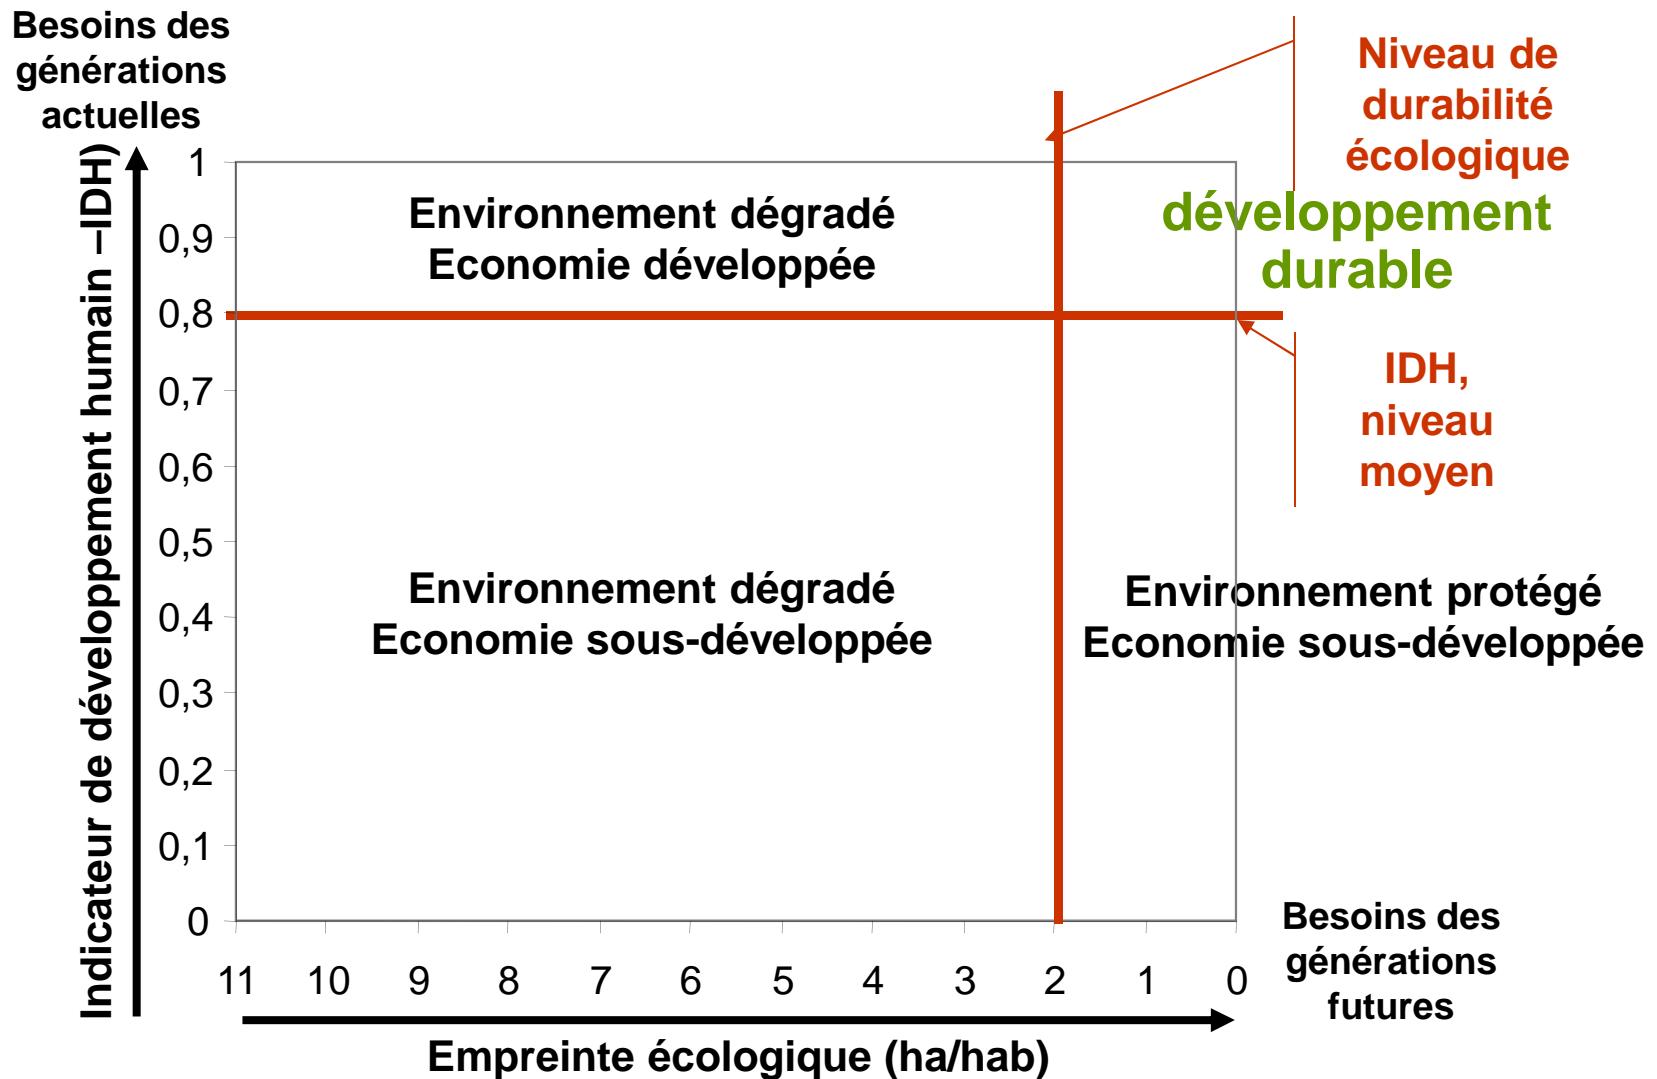 Besoins des
générations
actuelles
Niveau de
durabilité
écologique
Indicateur de développement humain –IDH)
1
0,9
0,8
0,7
0,6
0,5
0,4
0,3
0,2
0,1
0
Environnement dégradé
Economie développée
développement
durable
IDH,
niveau
moyen
Environnement dégradé
Economie sous-développée
Environnement protégé
Economie sous-développée
11 10 9 8 7 6 5 4 3 2 1 0
Besoins des
générations
futures
Empreinte écologique (ha/hab)